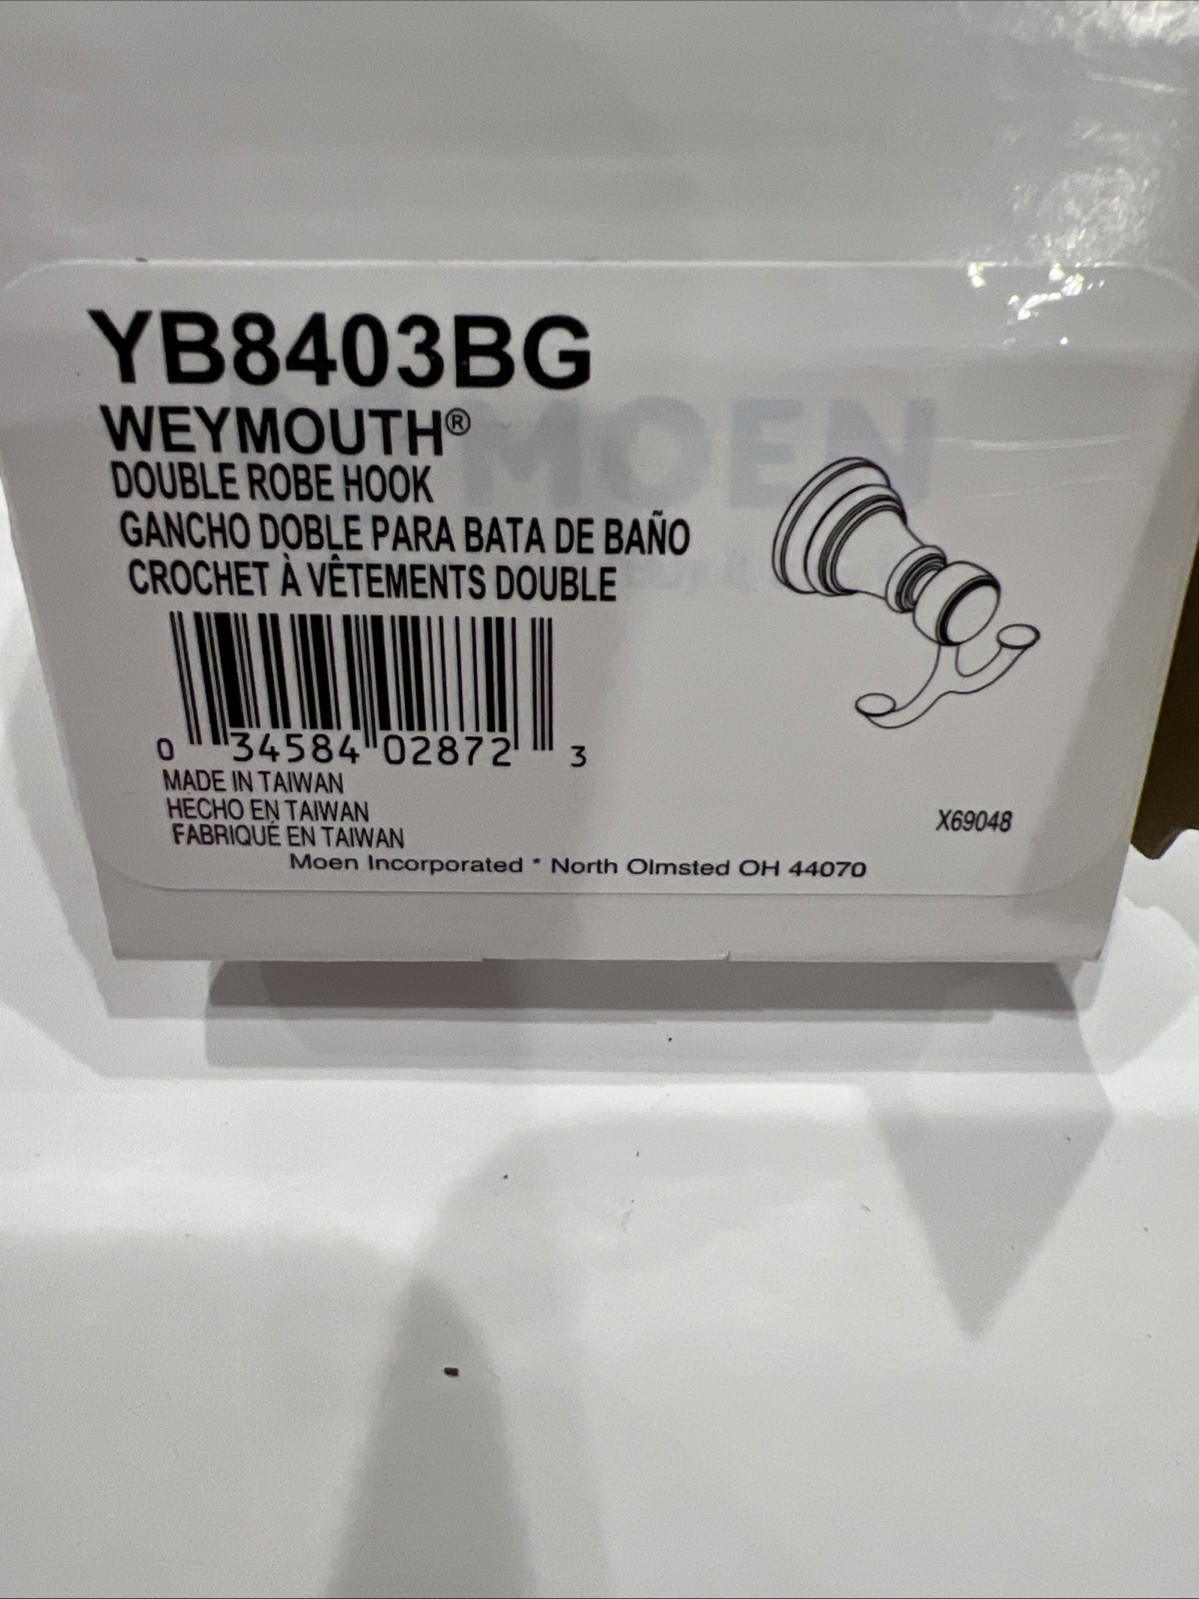 YB8403BG
WEYMOUTH®
MOEN
DOUBLE ROBE HOOK
GANCHO DOBLE PARA BATA DE BAÑO
CROCHET À VÊTEMENTS DOUBLE
0 34584 02872 3
MADE IN TAIWAN
HECHO EN TAIWAN
FABRIQUÉ EN TAIWAN
X69048
Moen Incorporated * North Olmsted OH 44070